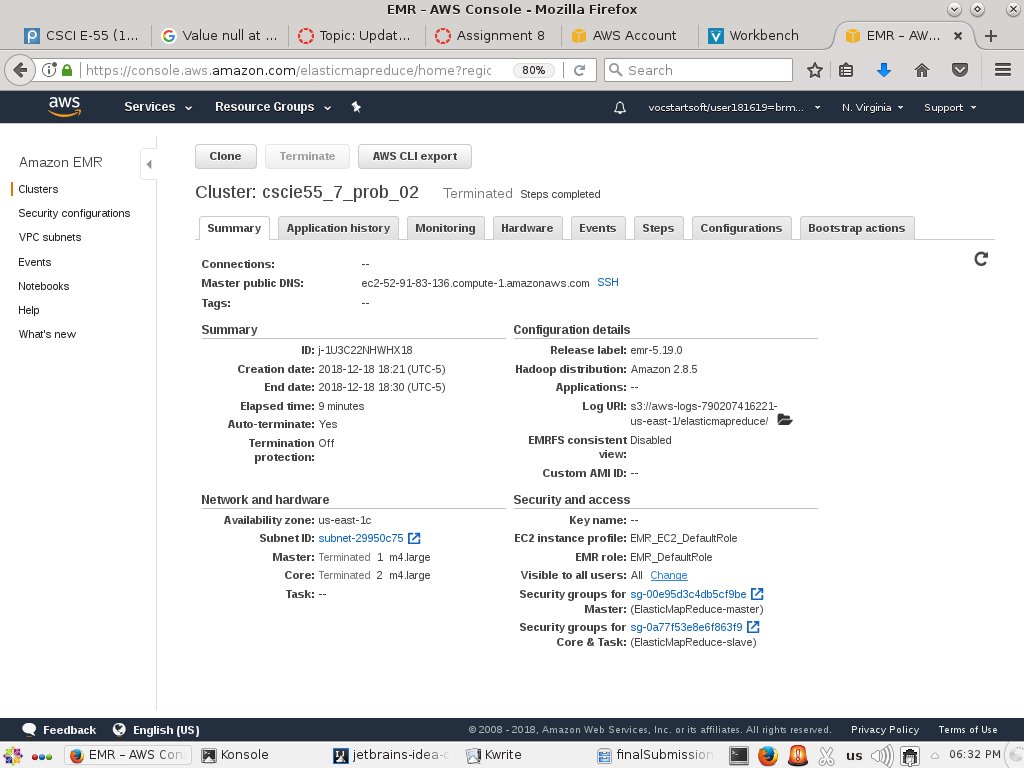 EMR – AWS Console - Mozilla Firefox
CSCI E-55 (1...
Value null at ...
Topic: Updat...
Assignment 8
AWS Account
Workbench
EMR – AW...
https://console.aws.amazon.com/elasticmapreduce/home?regic
80%
Search
aws
Services
Resource Groups
vocstartsoft/user181619=brm...
N. Virginia
Support
Amazon EMR
Clusters
Security configurations
VPC subnets
Events
Notebooks
Help
What's new
Clone
Terminate
AWS CLI export
Cluster: cscie55_7_prob_02 Terminated Steps completed
Summary
Application history
Monitoring
Hardware
Events
Steps
Configurations
Bootstrap actions
Connections: --
Master public DNS: ec2-52-91-83-136.compute-1.amazonaws.com SSH
Tags: --
Summary
ID: j-1U3C22NHWHX18
Creation date: 2018-12-18 18:21 (UTC-5)
End date: 2018-12-18 18:30 (UTC-5)
Elapsed time: 9 minutes
Auto-terminate: Yes
Termination Off
protection:
Configuration details
Release label: emr-5.19.0
Hadoop distribution: Amazon 2.8.5
Applications: --
Log URI: s3://aws-logs-790207416221-
us-east-1/elasticmapreduce/
EMRFS consistent Disabled
view:
Custom AMI ID: --
Network and hardware
Availability zone: us-east-1c
Subnet ID: subnet-29950c75
Master: Terminated 1 m4.large
Core: Terminated 2 m4.large
Task: --
Security and access
Key name: --
EC2 instance profile: EMR_EC2_DefaultRole
EMR role: EMR_DefaultRole
Visible to all users: All Change
Security groups for sg-00e95d3c4db5cf9be
Master: (ElasticMapReduce-master)
Security groups for sg-0a77f53e8e6f863f9
Core & Task: (ElasticMapReduce-slave)
Feedback
English (US)
© 2008 - 2018, Amazon Web Services, Inc. or its affiliates. All rights reserved.
Privacy Policy
Terms of Use
EMR – AWS Con
Konsole
jetbrains-idea-c
Kwrite
finalSubmission
us
06:32 PM